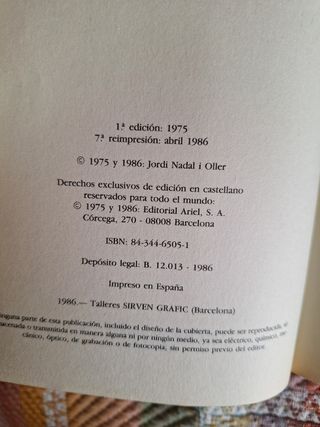 1.ª edición: 1975
7.ª reimpresión: abril 1986
© 1975 y 1986: Jordi Nadal i Oller
Derechos exclusivos de edición en castellano
reservados para todo el mundo:
© 1975 y 1986: Editorial Ariel, S. A.
Córcega, 270 - 08008 Barcelona
ISBN: 84-344-6505-1
Depósito legal: B. 12.013 - 1986
Impreso en España
1986.— Talleres SIRVEN GRAFIC (Barcelona)
parte de esta publicación, incluido el diseño de la cubierta, puede ser reproducida,
o transmitida en manera alguna ni por ningún medio, ya sea eléctrico, químico,
óptico, de grabación o de fotocopia, sin permiso previo del editor.